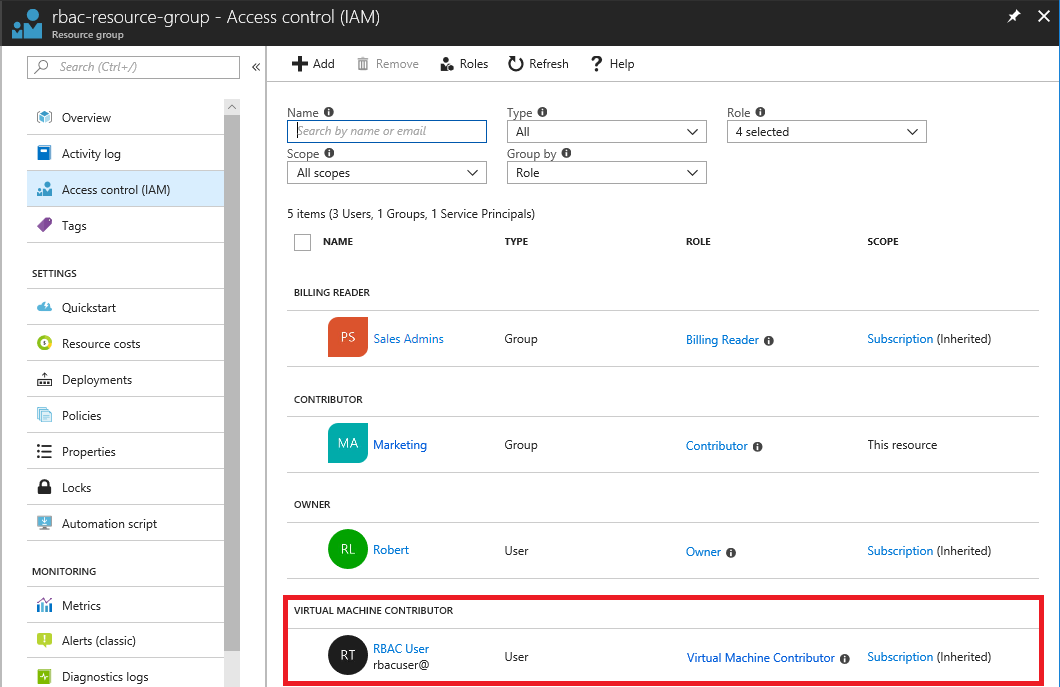 rbac-resource-group - Access control (IAM)
Resource group
Search (Ctrl+/)
Overview
Activity log
Access control (IAM)
Tags
SETTINGS
Quickstart
Resource costs
Deployments
Policies
Properties
Locks
Automation script
MONITORING
Metrics
Alerts (classic)
Diagnostics logs
Add Remove Roles Refresh Help
Name Type Role
Search by name or email All 4 selected
Scope Group by
All scopes Role
5 items (3 Users, 1 Groups, 1 Service Principals)
NAME TYPE ROLE SCOPE
BILLING READER
PS Sales Admins Group Billing Reader Subscription (Inherited)
CONTRIBUTOR
MA Marketing Group Contributor This resource
OWNER
RL Robert User Owner Subscription (Inherited)
VIRTUAL MACHINE CONTRIBUTOR
RT RBAC User User Virtual Machine Contributor Subscription (Inherited)
rbacuser@